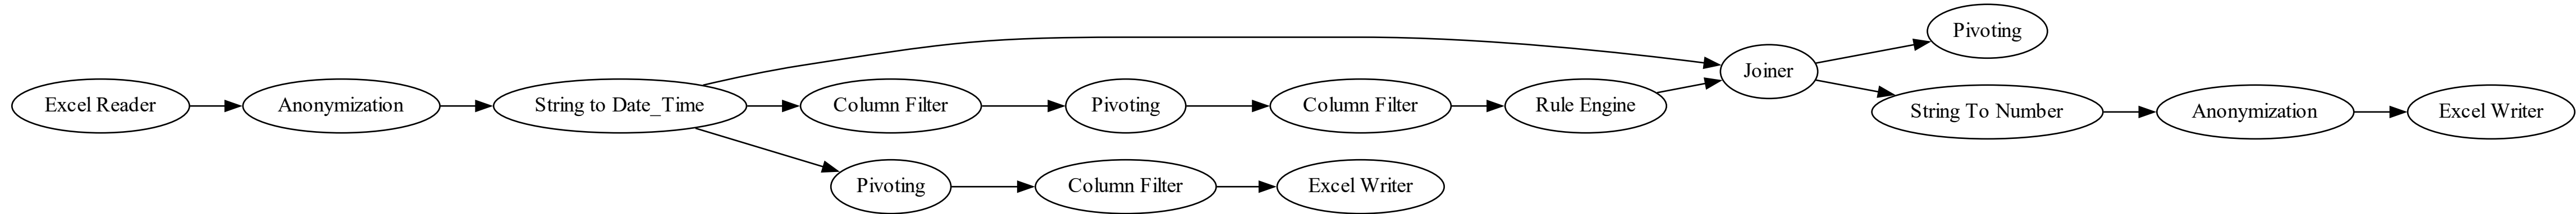 Excel Reader
Anonymization
String to Date_Time
Column Filter
Pivoting
Column Filter
Rule Engine
Joiner
Pivoting
String To Number
Anonymization
Excel Writer
Pivoting
Column Filter
Excel Writer